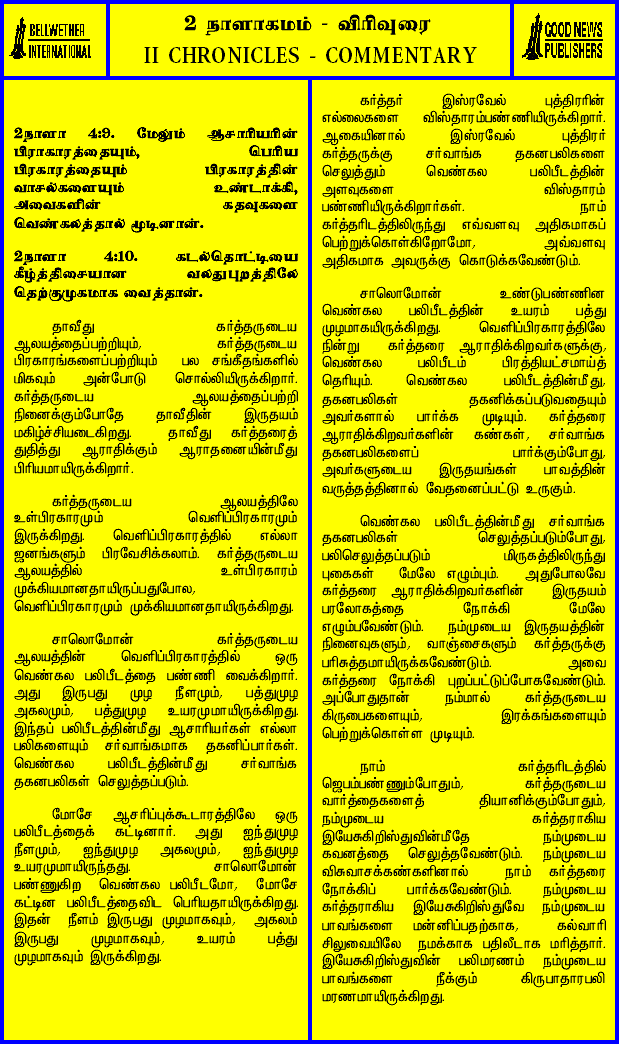 BELLWETHER
INTERNATIONAL
2 நாளாகமம் - விரிவுரை
II CHRONICLES - COMMENTARY
GOOD NEWS
PUBLISHERS
2நாளா 4:9. மேலும் ஆசாரியரின்
பிராகாரத்தையும், பெரிய
பிரகாரத்தையும் பிரகாரத்தின்
வாசல்களையும் உண்டாக்கி,
அவைகளின் கதவுகளை
வெண்கலத்தால் மூடினான்.
2நாளா 4:10. கடல்தொட்டியை
கீழ்த்திசையான வலதுபுறத்திலே
தெற்குமுகமாக வைத்தான்.
தாவீது கர்த்தருடைய
ஆலயத்தைப்பற்றியும், கர்த்தருடைய
பிரகாரங்களைப்பற்றியும் பல சங்கீதங்களில்
மிகவும் அன்போடு சொல்லியிருக்கிறார்.
கர்த்தருடைய ஆலயத்தைப்பற்றி
நினைக்கும்போதே தாவீதின் இருதயம்
மகிழ்ச்சியடைகிறது. தாவீது கர்த்தரைத்
துதித்து ஆராதிக்கும் ஆராதனையின்மீது
பிரியமாயிருக்கிறார்.
கர்த்தருடைய ஆலயத்திலே
உள்பிரகாரமும் வெளிப்பிரகாரமும்
இருக்கிறது. வெளிப்பிரகாரத்தில் எல்லா
ஜனங்களும் பிரவேசிக்கலாம். கர்த்தருடைய
ஆலயத்தில் உள்பிரகாரம்
முக்கியமானதாயிருப்பதுபோல,
வெளிப்பிரகாரமும் முக்கியமானதாயிருக்கிறது.
சாலொமோன் கர்த்தருடைய
ஆலயத்தின் வெளிப்பிரகாரத்தில் ஒரு
வெண்கல பலிபீடத்தை பண்ணி வைக்கிறார்.
அது இருபது முழ நீளமும், பத்துமுழ
அகலமும், பத்துமுழ உயரமுமாயிருக்கிறது.
இந்தப் பலிபீடத்தின்மீது ஆசாரியர்கள் எல்லா
பலிகளையும் சர்வாங்கமாக தகனிப்பார்கள்.
வெண்கல பலிபீடத்தின்மீது சர்வாங்க
தகனபலிகள் செலுத்தப்படும்.
மோசே ஆசரிப்புக்கூடாரத்திலே ஒரு
பலிபீடத்தைக் கட்டினார். அது ஐந்துமுழ
நீளமும், ஐந்துமுழ அகலமும், ஐந்துமுழ
உயரமுமாயிருந்தது. சாலொமோன்
பண்ணுகிற வெண்கல பலிபீடமோ, மோசே
கட்டின பலிபீடத்தைவிட பெரியதாயிருக்கிறது.
இதன் நீளம் இருபது முழமாகவும், அகலம்
இருபது முழமாகவும், உயரம் பத்து
முழமாகவும் இருக்கிறது.
கர்த்தர் இஸ்ரவேல் புத்திரரின்
எல்லைகளை விஸ்தாரம்பண்ணியிருக்கிறார்.
ஆகையினால் இஸ்ரவேல் புத்திரர்
கர்த்தருக்கு சர்வாங்க தகனபலிகளை
செலுத்தும் வெண்கல பலிபீடத்தின்
அளவுகளை விஸ்தாரம்
பண்ணியிருக்கிறார்கள். நாம்
கர்த்தரிடத்திலிருந்து எவ்வளவு அதிகமாகப்
பெற்றுக்கொள்கிறோமோ, அவ்வளவு
அதிகமாக அவருக்கு கொடுக்கவேண்டும்.
சாலொமோன் உண்டுபண்ணின
வெண்கல பலிபீடத்தின் உயரம் பத்து
முழமாகயிருக்கிறது. வெளிப்பிரகாரத்திலே
நின்று கர்த்தரை ஆராதிக்கிறவர்களுக்கு,
வெண்கல பலிபீடம் பிரத்தியட்சமாய்த்
தெரியும். வெண்கல பலிபீடத்தின்மீது,
தகனபலிகள் தகனிக்கப்படுவதையும்
அவர்களால் பார்க்க முடியும். கர்த்தரை
ஆராதிக்கிறவர்களின் கண்கள், சர்வாங்க
தகனபலிகளைப் பார்க்கும்போது,
அவர்களுடைய இருதயங்கள் பாவத்தின்
வருத்தத்தினால் வேதனைப்பட்டு உருகும்.
வெண்கல பலிபீடத்தின்மீது சர்வாங்க
தகனபலிகள் செலுத்தப்படும்போது,
பலிசெலுத்தப்படும் மிருகத்திலிருந்து
புகைகள் மேலே எழும்பும். அதுபோலவே
கர்த்தரை ஆராதிக்கிறவர்களின் இருதயம்
பரலோகத்தை நோக்கி மேலே
எழும்பவேண்டும். நம்முடைய இருதயத்தின்
நினைவுகளும், வாஞ்சைகளும் கர்த்தருக்கு
பரிசுத்தமாயிருக்கவேண்டும். அவை
கர்த்தரை நோக்கி புறப்பட்டுப்போகவேண்டும்.
அப்போதுதான் நம்மால் கர்த்தருடைய
கிருபைகளையும், இரக்கங்களையும்
பெற்றுக்கொள்ள முடியும்.
நாம் கர்த்தரிடத்தில்
ஜெபம்பண்ணும்போதும், கர்த்தருடைய
வார்த்தைகளைத் தியானிக்கும்போதும்,
நம்முடைய கர்த்தராகிய
இயேசுகிறிஸ்துவின்மீதே நம்முடைய
கவனத்தை செலுத்தவேண்டும். நம்முடைய
விசுவாசக்கண்களினால் நாம் கர்த்தரை
நோக்கிப் பார்க்கவேண்டும். நம்முடைய
கர்த்தராகிய இயேசுகிறிஸ்துவே நம்முடைய
பாவங்களை மன்னிப்பதற்காக, கல்வாரி
சிலுவையிலே நமக்காக பதிலீடாக மரித்தார்.
இயேசுகிறிஸ்துவின் பலிமரணம் நம்முடைய
பாவங்களை நீக்கும் கிருபாதாரபலி
மரணமாயிருக்கிறது.